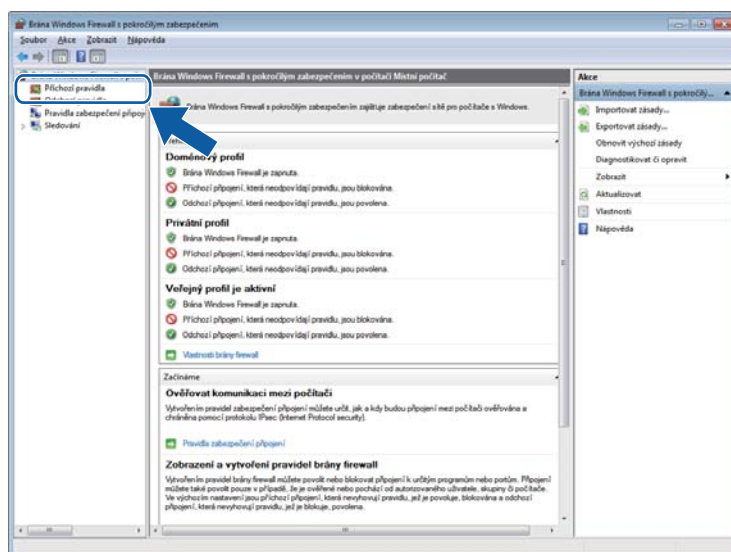 Brána Windows Firewall s pokročilým zabezpečením
Soubor Akce Zobrazit Nápověda
Příchozí pravidla
Pravidla zabezpečení připoj
Sledování
Brána Windows Firewall s pokročilým zabezpečením v počítači Místní počítač
Brána Windows Firewall s pokročilým zabezpečením zajišťuje zabezpečení sítě pro počítače s Windows.
Doménový profil
Brána Windows Firewall je zapnuta.
Příchozí připojení, která neodpovídají pravidlu, jsou blokována.
Odchozí připojení, která neodpovídají pravidlu, jsou povolena.
Privátní profil
Brána Windows Firewall je zapnuta.
Příchozí připojení, která neodpovídají pravidlu, jsou blokována.
Odchozí připojení, která neodpovídají pravidlu, jsou povolena.
Veřejný profil je aktivní
Brána Windows Firewall je zapnuta.
Příchozí připojení, která neodpovídají pravidlu, jsou blokována.
Odchozí připojení, která neodpovídají pravidlu, jsou povolena.
Vlastnosti brány firewall
Začínáme
Ověřovat komunikaci mezi počítači
Vytvořením pravidel zabezpečení připojení můžete určit, jak a kdy budou připojení mezi počítači ověřována a
chráněna pomocí protokolu IPsec (Internet Protocol security).
Pravidla zabezpečení připojení
Zobrazení a vytvoření pravidel brány firewall
Vytvořením pravidel brány firewall můžete povolit nebo blokovat připojení k určitým programům nebo portům. Připojení
můžete také povolit pouze v případě, že je ověřené nebo pochází od autorizovaného uživatele, skupiny či počítače.
Ve výchozím nastavení jsou příchozí připojení, která nevyhovují pravidlu, jež je povoluje, blokována a odchozí
připojení, která nevyhovují pravidlu, jež je blokuje, povolena.
Akce
Brána Windows Firewall s pokročilý...
Importovat zásady...
Exportovat zásady...
Obnovit výchozí zásady
Diagnostikovat či opravit
Zobrazit
Aktualizovat
Vlastnosti
Nápověda